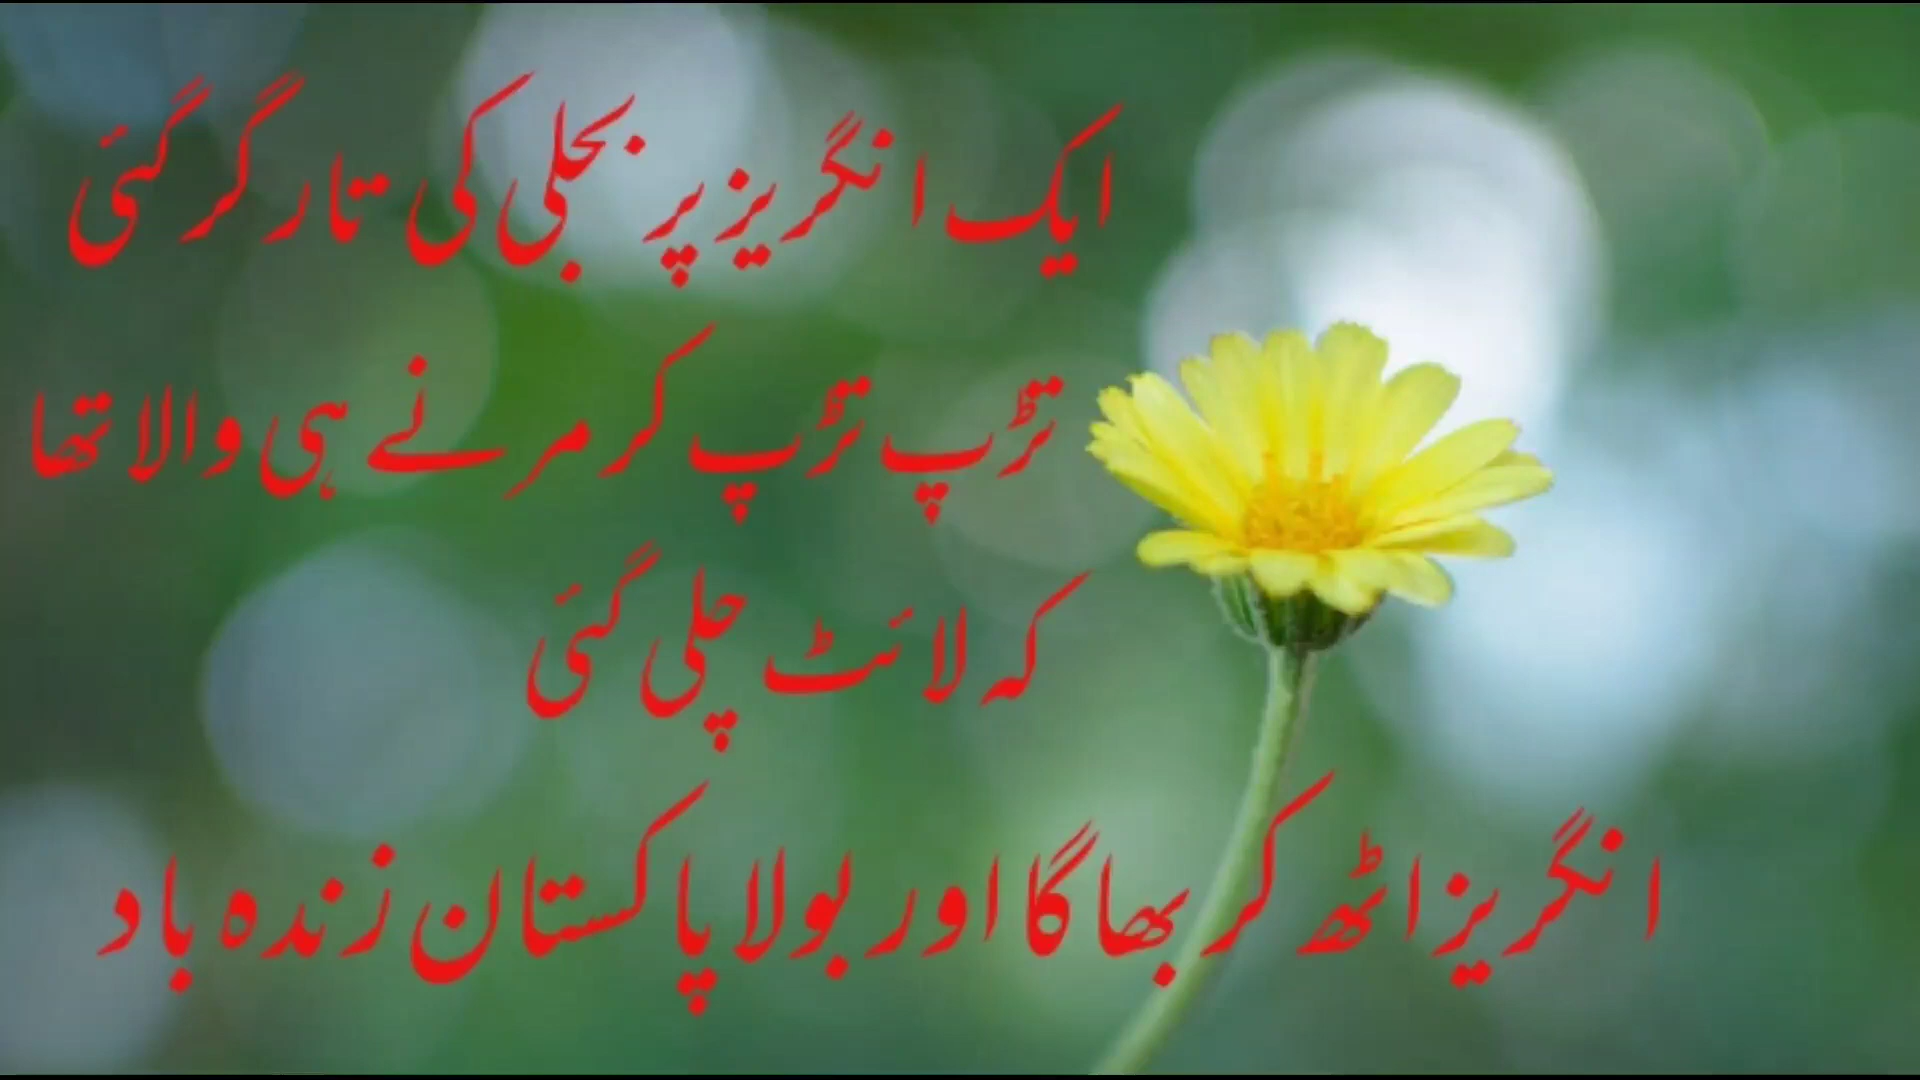 ایک انگریز پر بجلی کی تار گر گئی
تڑپ تڑپ کر مرنے ہی والا تھا
کہ لائٹ چلی گئی
انگریز اٹھ کر بھاگا اور بولا پاکستان زندہ باد